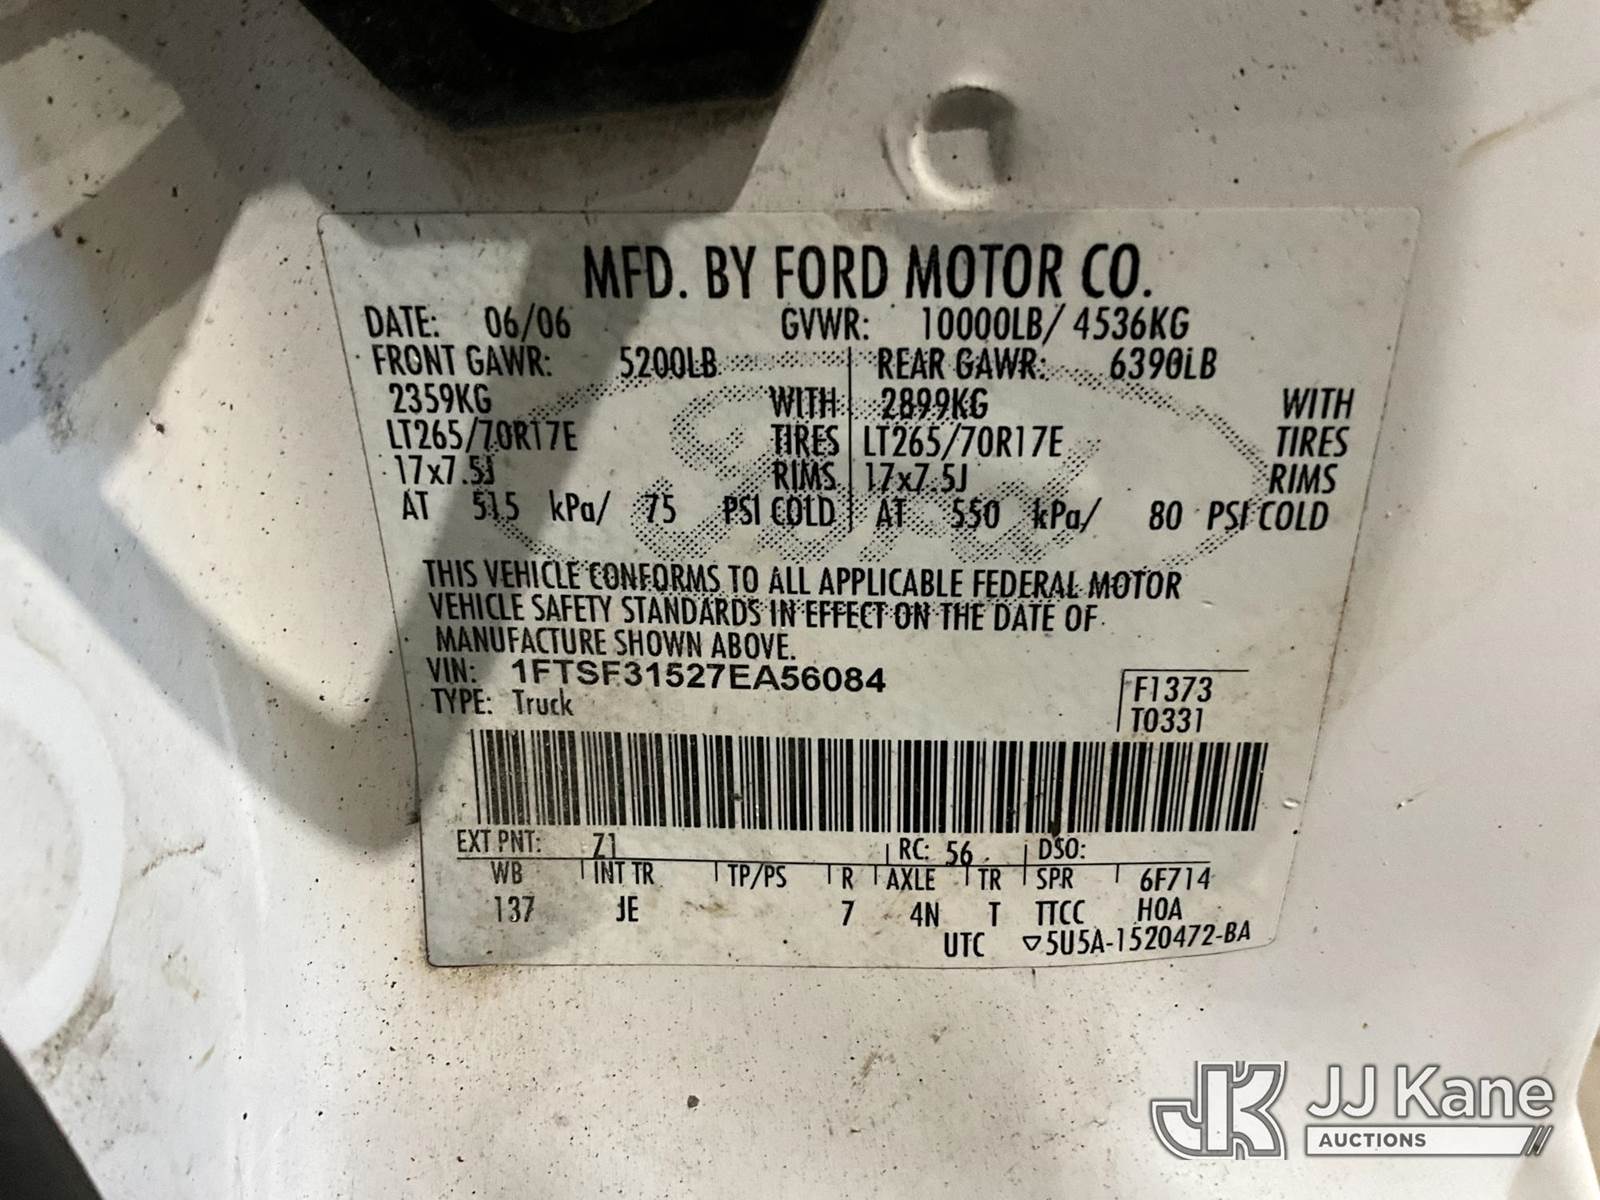 MFD. BY FORD MOTOR CO.
DATE: 06/06 GVWR: 10000LB/ 4536KG
FRONT GAWR: 5200LB REAR GAWR: 6390LB
2359KG WITH 2899KG WITH
LT265/70R17E TIRES LT265/70R17E TIRES
17x7.5J RIMS 17x7.5J RIMS
AT 515 kPa/ 75 PSI COLD AT 550 kPa/ 80 PSI COLD
THIS VEHICLE CONFORMS TO ALL APPLICABLE FEDERAL MOTOR
VEHICLE SAFETY STANDARDS IN EFFECT ON THE DATE OF
MANUFACTURE SHOWN ABOVE.
VIN: 1FTSF31527EA56084
TYPE: Truck
F1373
T0331
EXT PNT: Z1 RC: 56 DSO:
WB INT TR TP/PS R AXLE TR SPR 6F714
137 JE 7 4N T TTCC H0A
UTC ▽5U5A-1520472-BA
JK JJ Kane
AUCTIONS